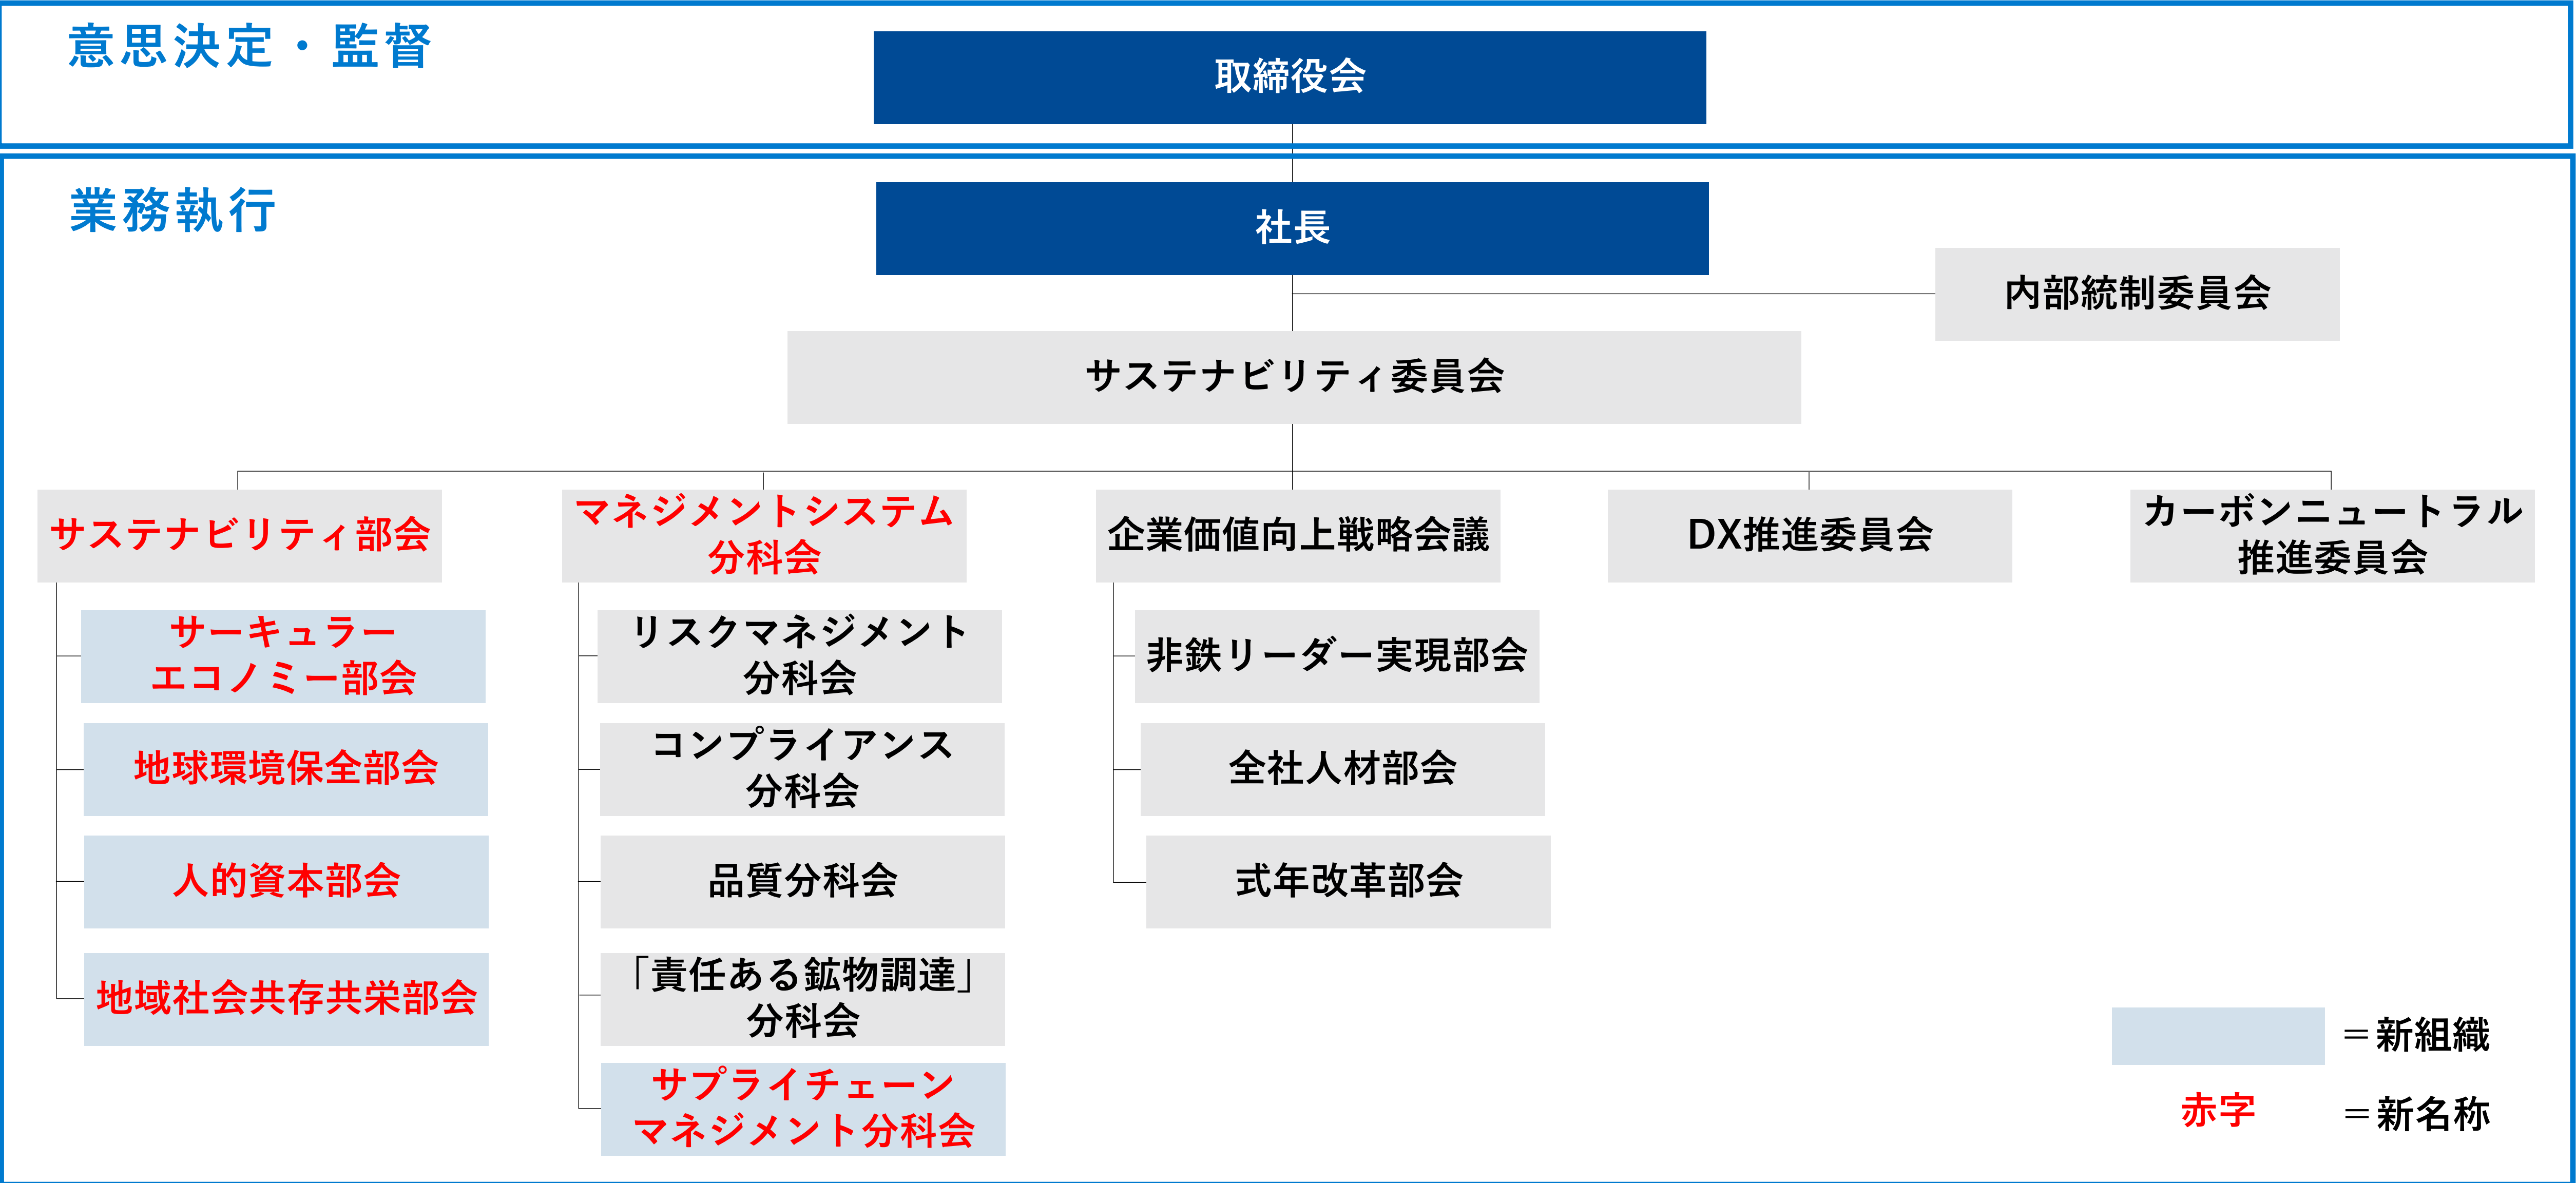 意思決定・監督
取締役会
業務執行
社長
内部統制委員会
サステナビリティ委員会
サステナビリティ部会
マネジメントシステム
分科会
企業価値向上戦略会議
DX推進委員会
カーボンニュートラル
推進委員会
サーキュラー
エコノミー部会
地球環境保全部会
人的資本部会
地域社会共存共栄部会
リスクマネジメント
分科会
コンプライアンス
分科会
品質分科会
「責任ある鉱物調達」
分科会
サプライチェーン
マネジメント分科会
非鉄リーダー実現部会
全社人材部会
式年改革部会
＝新組織
赤字 ＝新名称